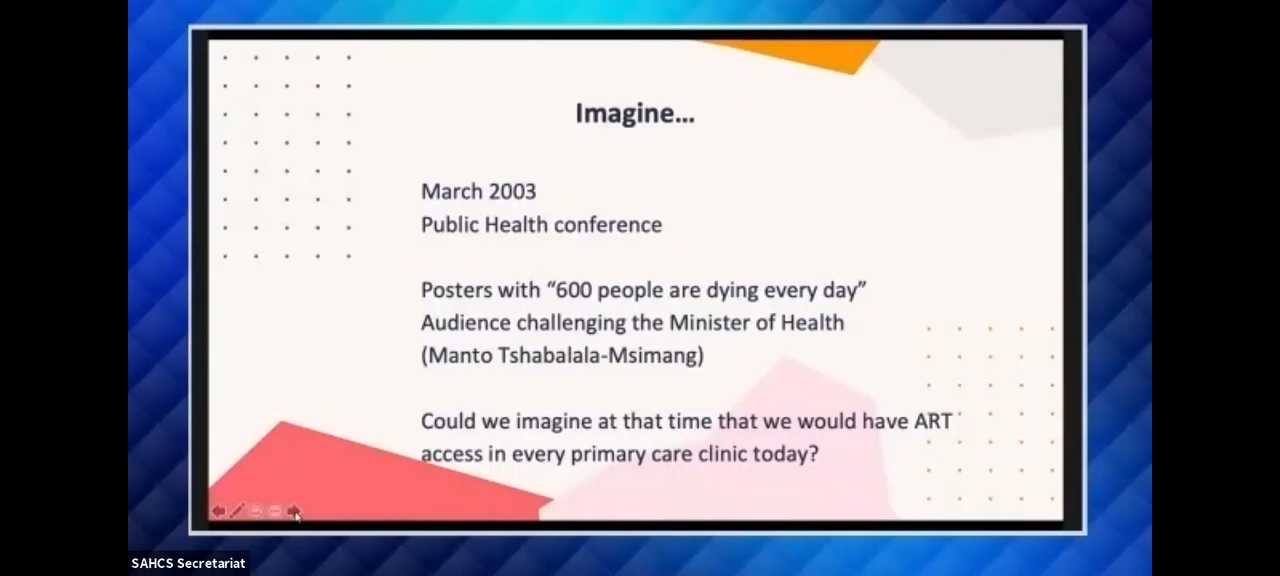 Imagine...
March 2003
Public Health conference
Posters with “600 people are dying every day”
Audience challenging the Minister of Health
(Manto Tshabalala-Msimang)
Could we imagine at that time that we would have ART
access in every primary care clinic today?
SAHCS Secretariat